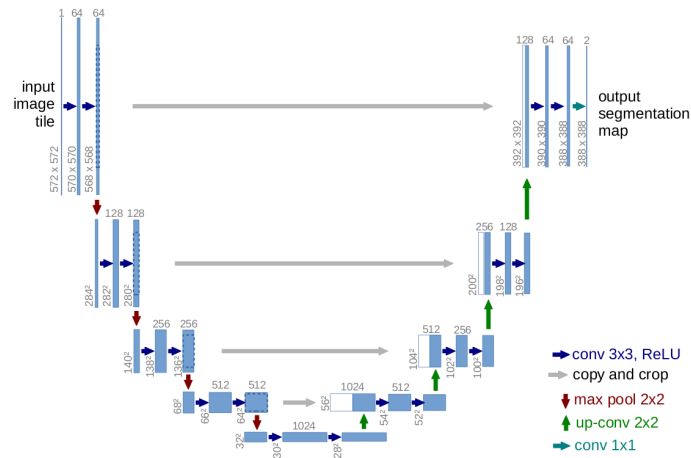 1 64 64
input
image
tile
572 x 572
570 x 570
568 x 568
128 64 64 2
output
segmentation
map
392 x 392
390 x 390
388 x 388
388 x 388
128 128
284²
282²
280²
256 128
200²
198²
196²
256 256
140²
138²
136²
512 256
104²
102²
100²
512 512
68²
66²
64²
1024 512
56²
54²
52²
1024
32²
30²
28²
conv 3x3, ReLU
copy and crop
max pool 2x2
up-conv 2x2
conv 1x1